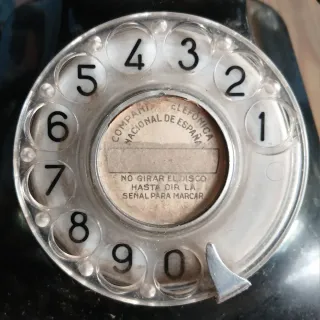 1
2
3
4
5
6
7
8
9
0
COMPAÑIA TELEFONICA
NACIONAL DE ESPAÑA
NO GIRAR EL DISCO
HASTA OIR LA
SEÑAL PARA MARCAR